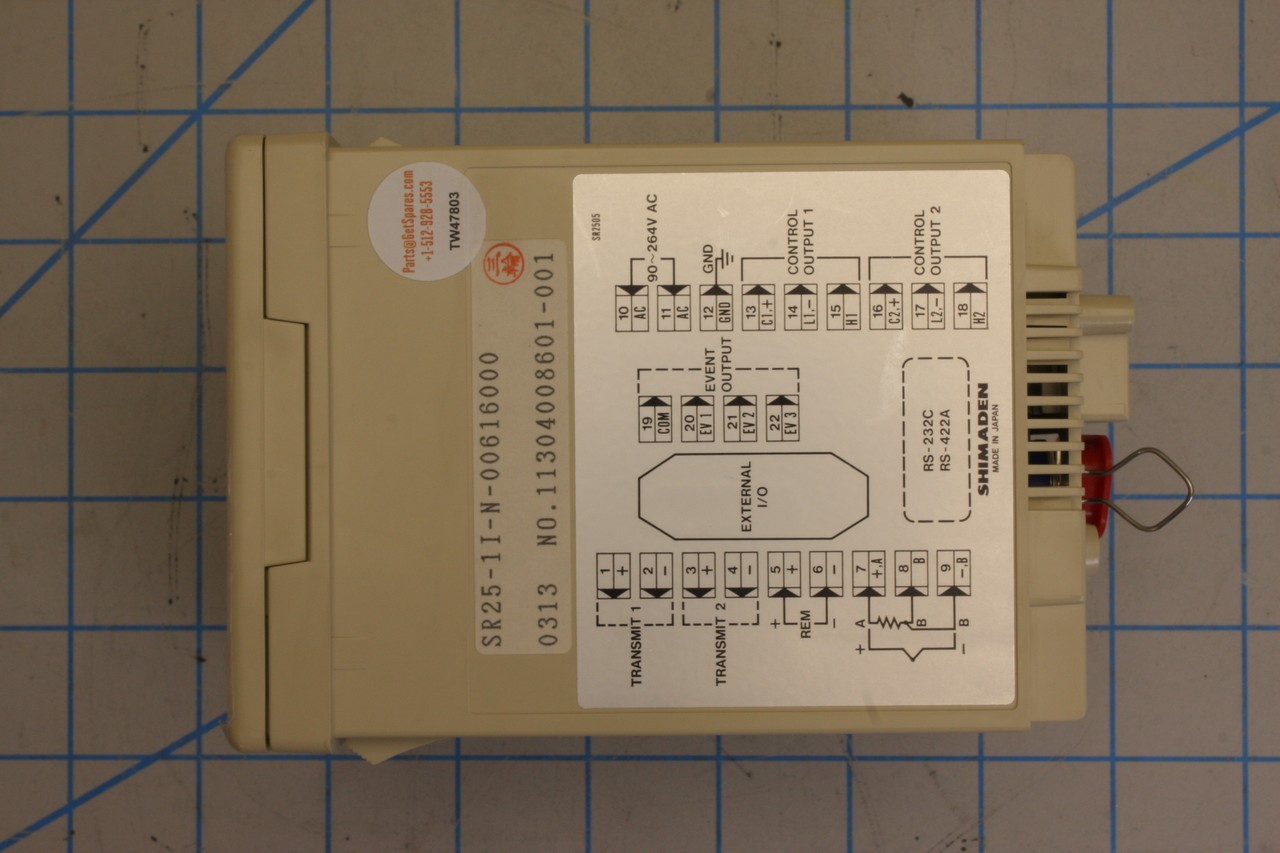 Parts@GetSpares.com
+1-512-928-5553
TW47803
SR25-1I-N-00616000
0313 NO.11304008601-001
三
SR25D5
10
AC
11
AC
90~264V AC
12
GND
GND
13
C1.+
14
L1.-
15
H1
CONTROL
OUTPUT 1
16
C2.+
17
L2.-
18
H2
CONTROL
OUTPUT 2
19
COM
20
EV 1
21
EV 2
22
EV 3
EVENT
OUTPUT
EXTERNAL
I/O
RS-232C
RS-422A
1
+
2
-
TRANSMIT 1
3
+
4
-
TRANSMIT 2
5
+
6
-
+
REM
-
7
+.A
8
B
9
-.B
+
A
B
B
-
SHIMADEN
MADE IN JAPAN